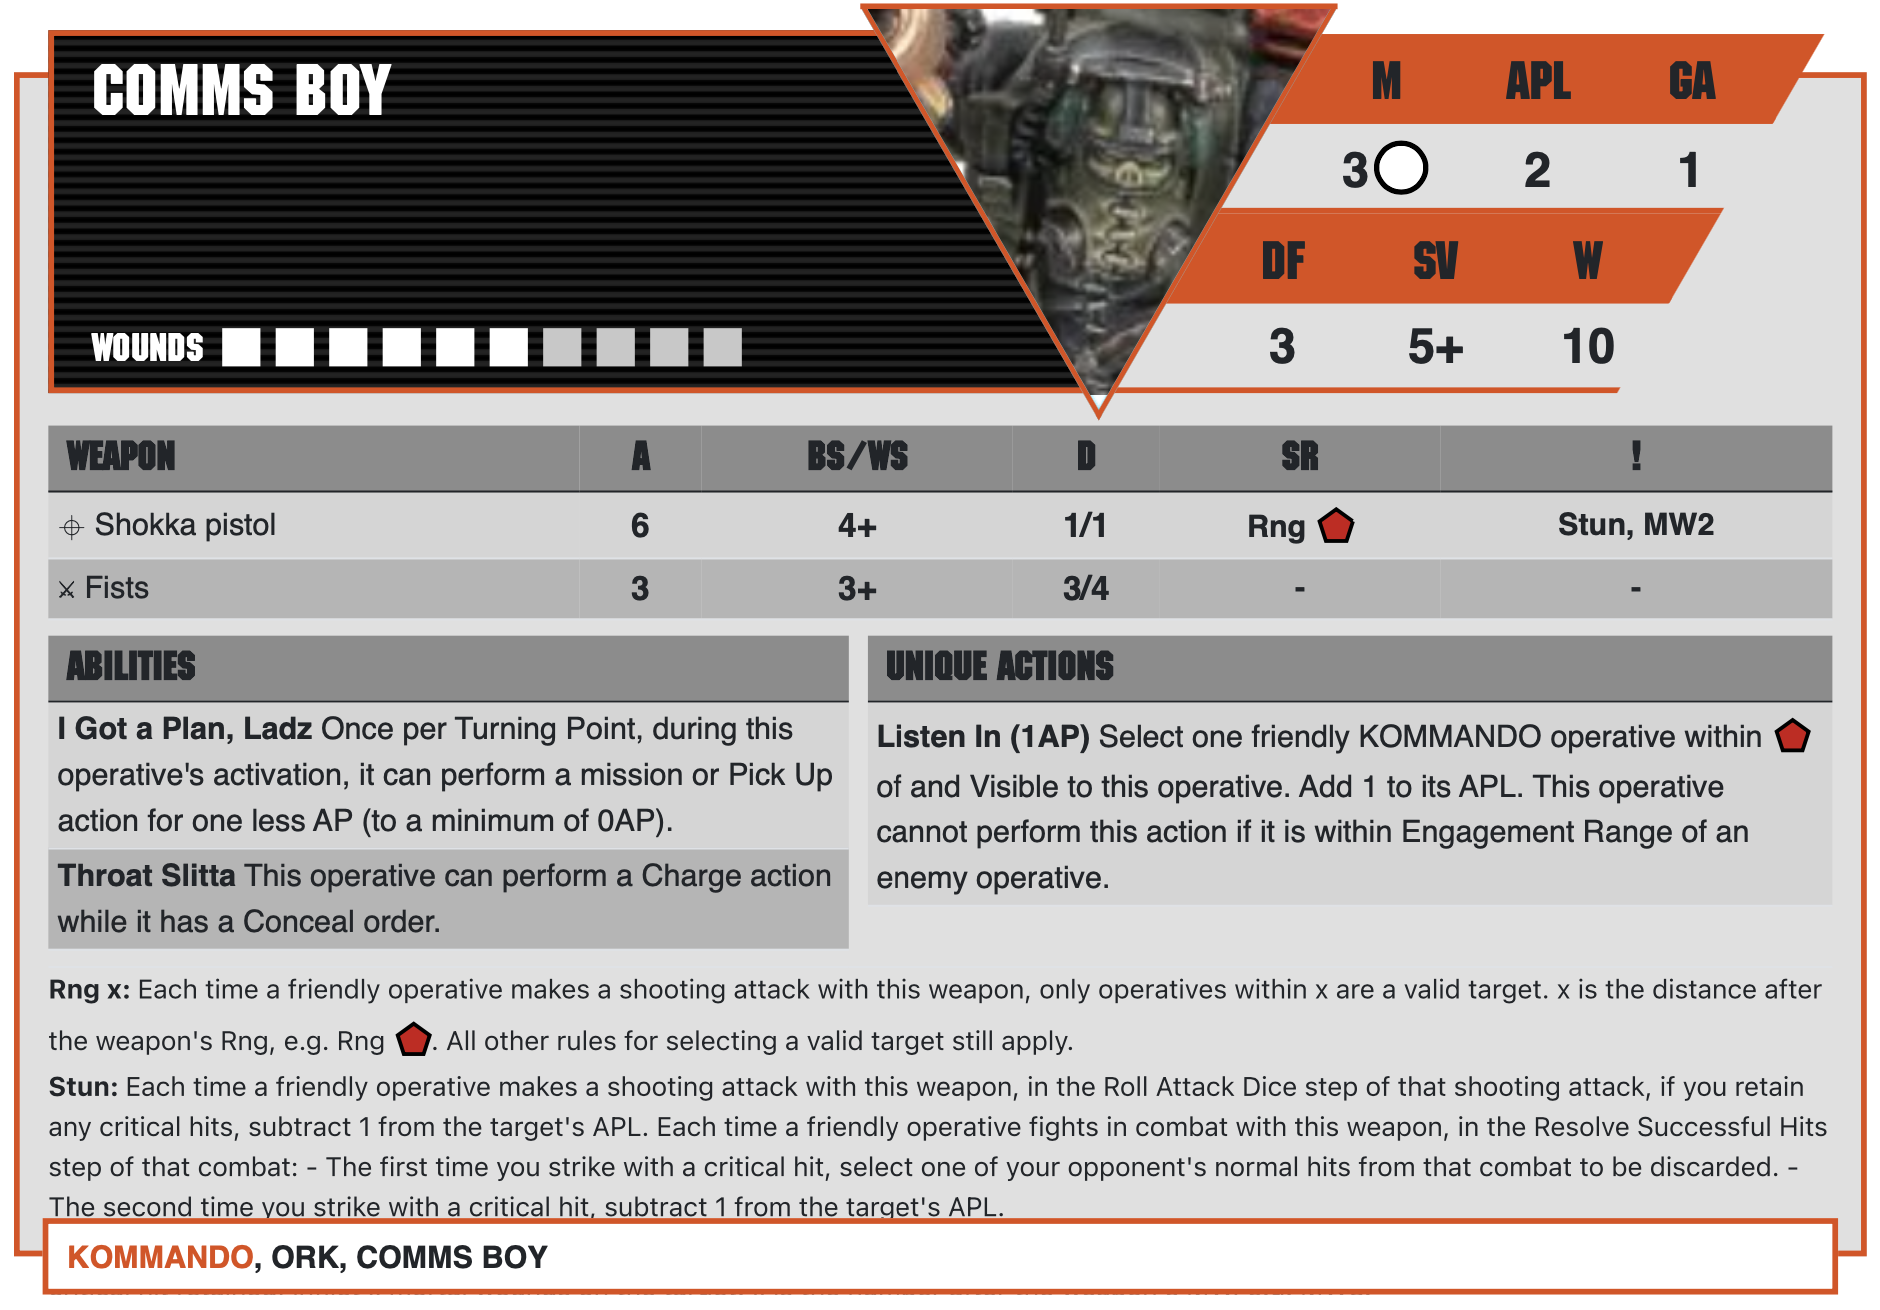 COMMS BOY
M APL GA
3 2 1
DF SV W
3 5+ 10
WOUNDS
WEAPON A BS/WS D SR !
Shokka pistol 6 4+ 1/1 Rng Stun, MW2
Fists 3 3+ 3/4 - -
ABILITIES
I Got a Plan, Ladz Once per Turning Point, during this
operative's activation, it can perform a mission or Pick Up
action for one less AP (to a minimum of 0AP).
Throat Slitta This operative can perform a Charge action
while it has a Conceal order.
UNIQUE ACTIONS
Listen In (1AP) Select one friendly KOMMANDO operative within
of and Visible to this operative. Add 1 to its APL. This operative
cannot perform this action if it is within Engagement Range of an
enemy operative.
Rng x: Each time a friendly operative makes a shooting attack with this weapon, only operatives within x are a valid target. x is the distance after
the weapon's Rng, e.g. Rng . All other rules for selecting a valid target still apply.
Stun: Each time a friendly operative makes a shooting attack with this weapon, in the Roll Attack Dice step of that shooting attack, if you retain
any critical hits, subtract 1 from the target's APL. Each time a friendly operative fights in combat with this weapon, in the Resolve Successful Hits
step of that combat: - The first time you strike with a critical hit, select one of your opponent's normal hits from that combat to be discarded. -
The second time you strike with a critical hit, subtract 1 from the target's APL.
KOMMANDO, ORK, COMMS BOY